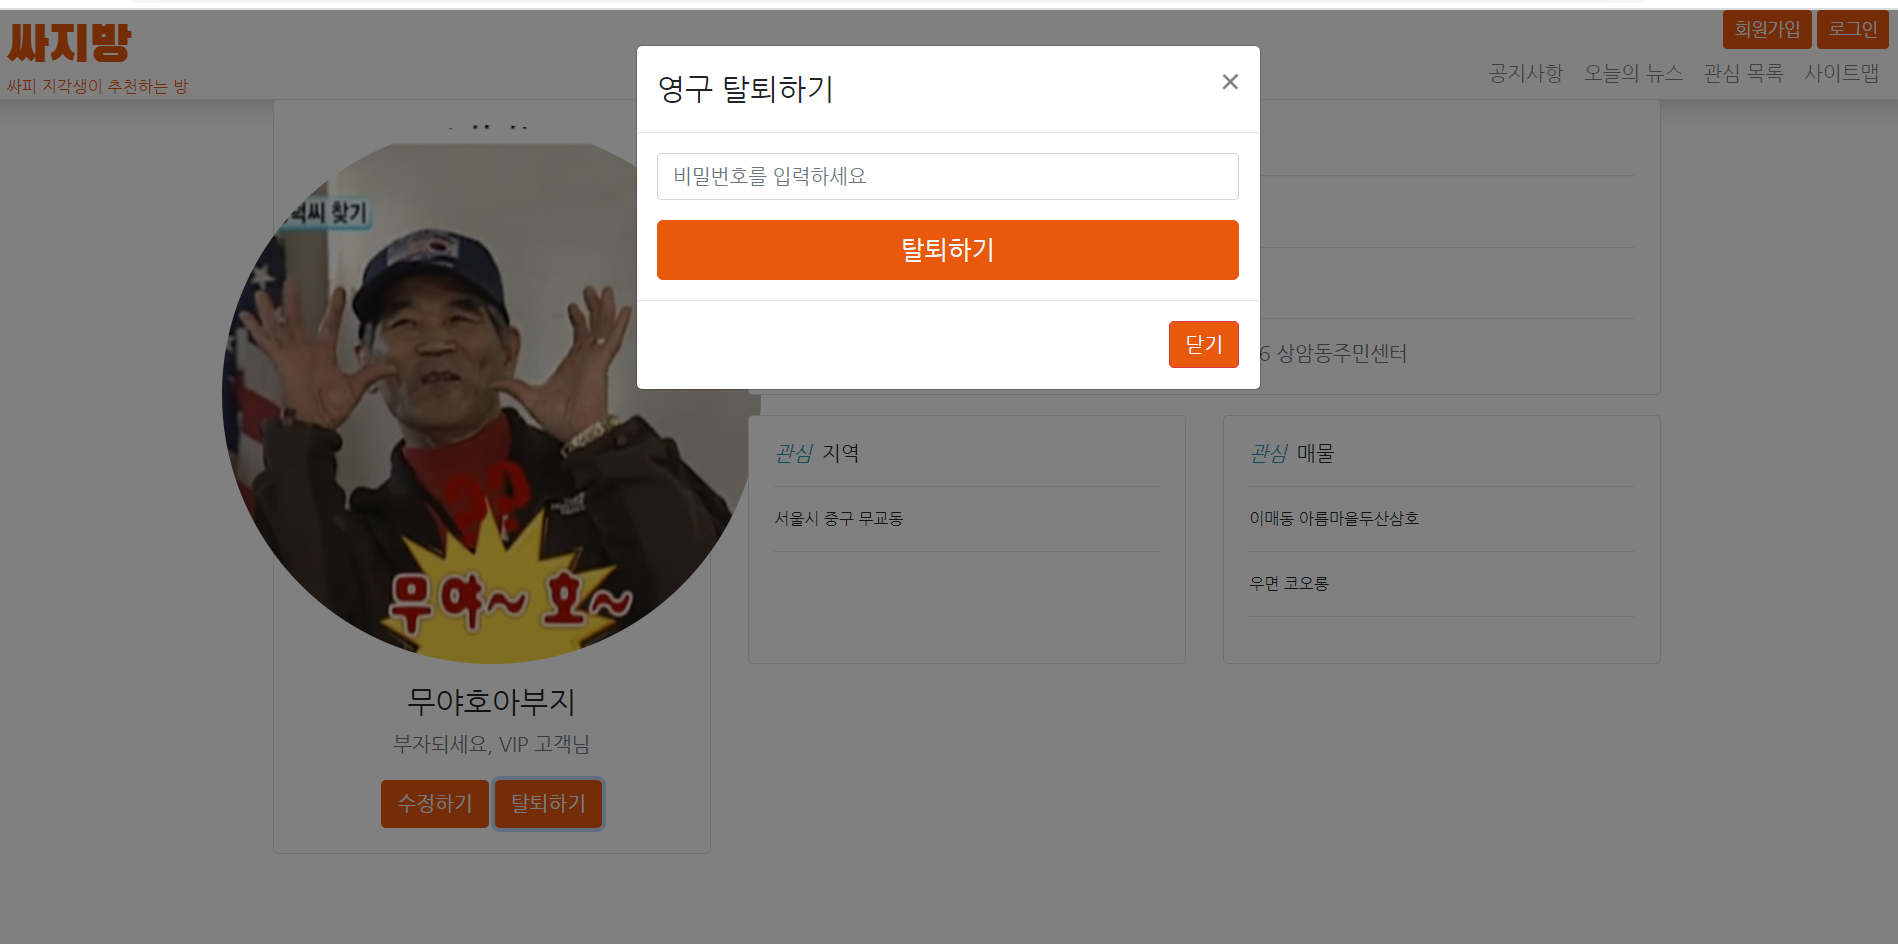 싸지방
싸피 지각생이 추천하는 방
회원가입 로그인
공지사항 오늘의 뉴스 관심 목록 사이트맵
영구 탈퇴하기 ×
비밀번호를 입력하세요
탈퇴하기
닫기
6 상암동주민센터
찾기
무야~ 호~
무야호아부지
부자되세요, VIP 고객님
수정하기 탈퇴하기
관심 지역
서울시 중구 무교동
관심 매물
이매동 아름마을두산삼호
우면 코오롱